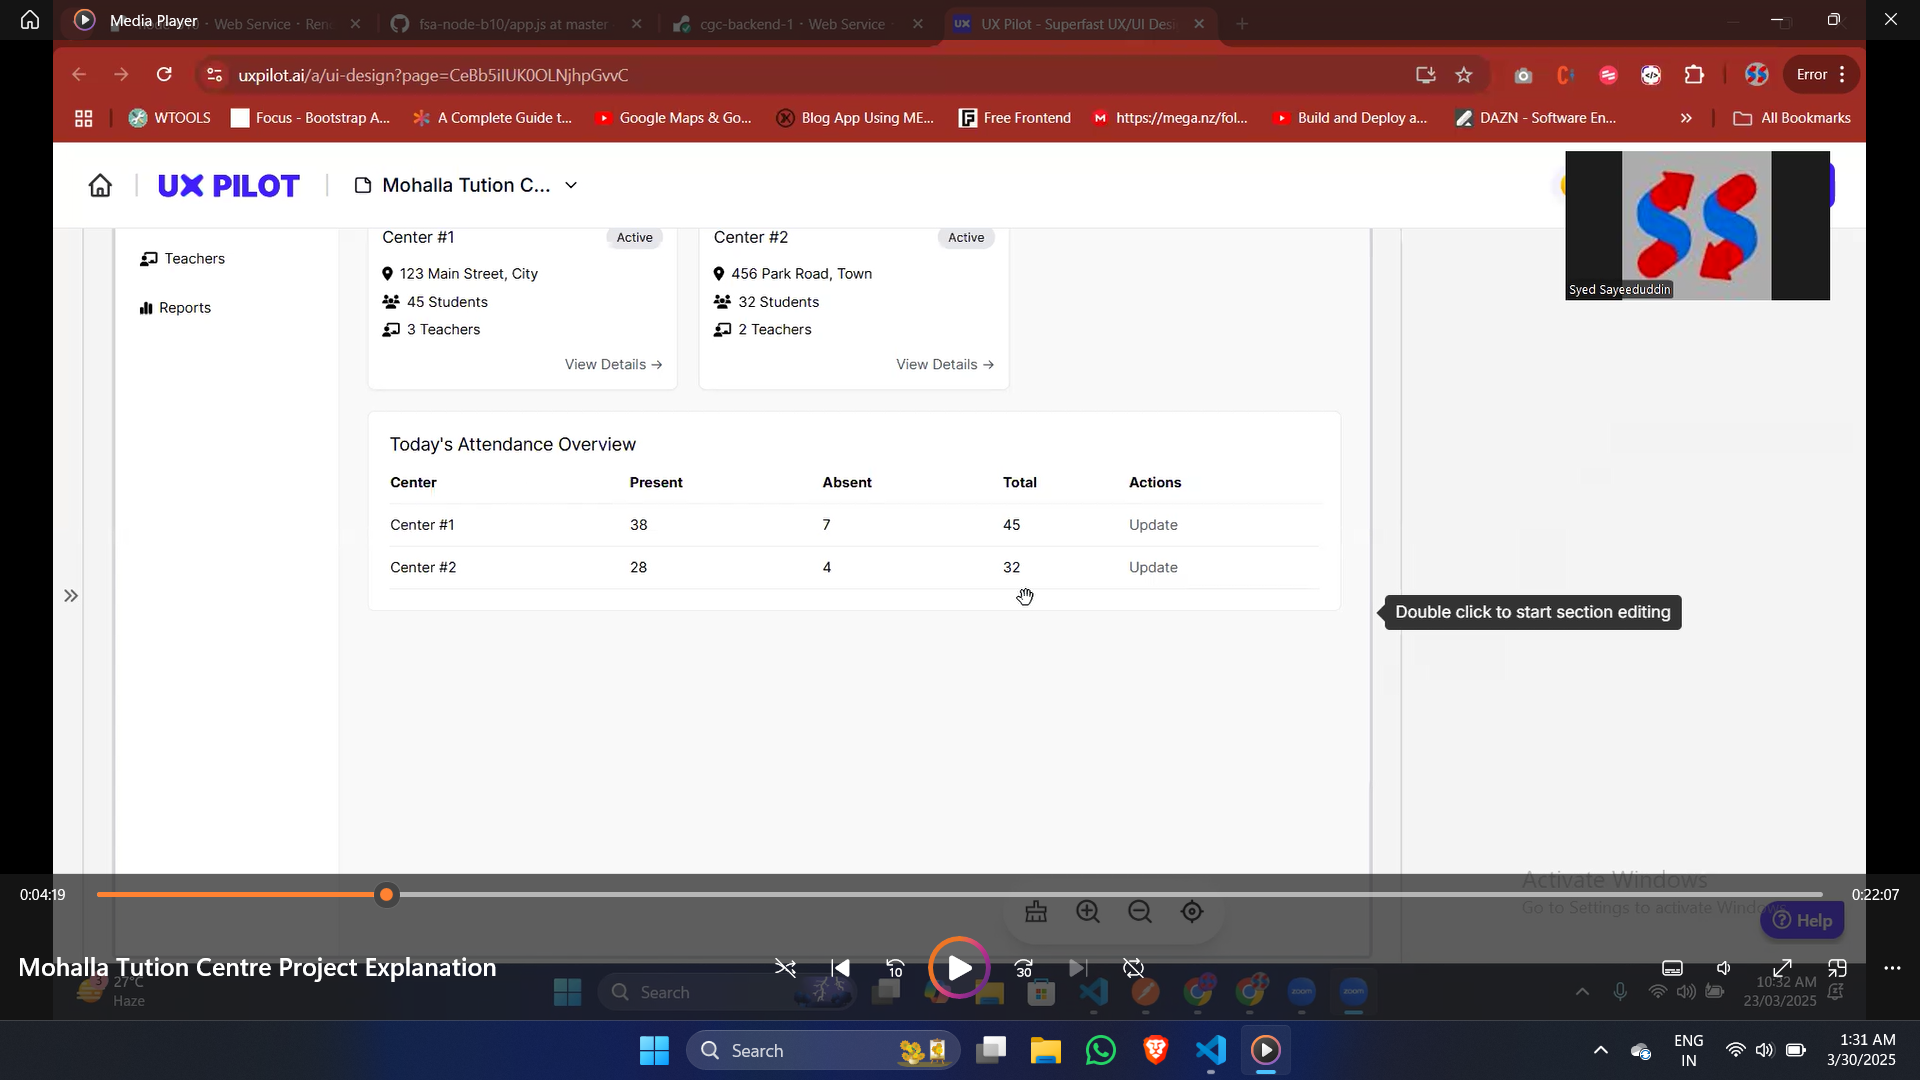 Media Player
Web Service · Ren
fsa-node-b10/app.js at master
cgc-backend-1 · Web Service
UX Pilot - Superfast UX/UI Desi
uxpilot.ai/a/ui-design?page=CeBb5iIUK0OLNjhpGvvC
Error
WTOOLS
Focus - Bootstrap A...
A Complete Guide t...
Google Maps & Go...
Blog App Using ME...
Free Frontend
https://mega.nz/fol...
Build and Deploy a...
DAZN - Software En...
All Bookmarks
UX PILOT
Mohalla Tution C...
Syed Sayeeduddin
Teachers
Reports
Center #1
Active
123 Main Street, City
45 Students
3 Teachers
View Details →
Center #2
Active
456 Park Road, Town
32 Students
2 Teachers
View Details →
Today's Attendance Overview
Center Present Absent Total Actions
Center #1 38 7 45 Update
Center #2 28 4 32 Update
Double click to start section editing
Activate Windows
Go to Settings to activate Windows.
Help
0:04:19
0:22:07
Mohalla Tution Centre Project Explanation
10
30
27°C
Haze
Search
zoom
zoom
10:32 AM
23/03/2025
Search
ENG
IN
1:31 AM
3/30/2025